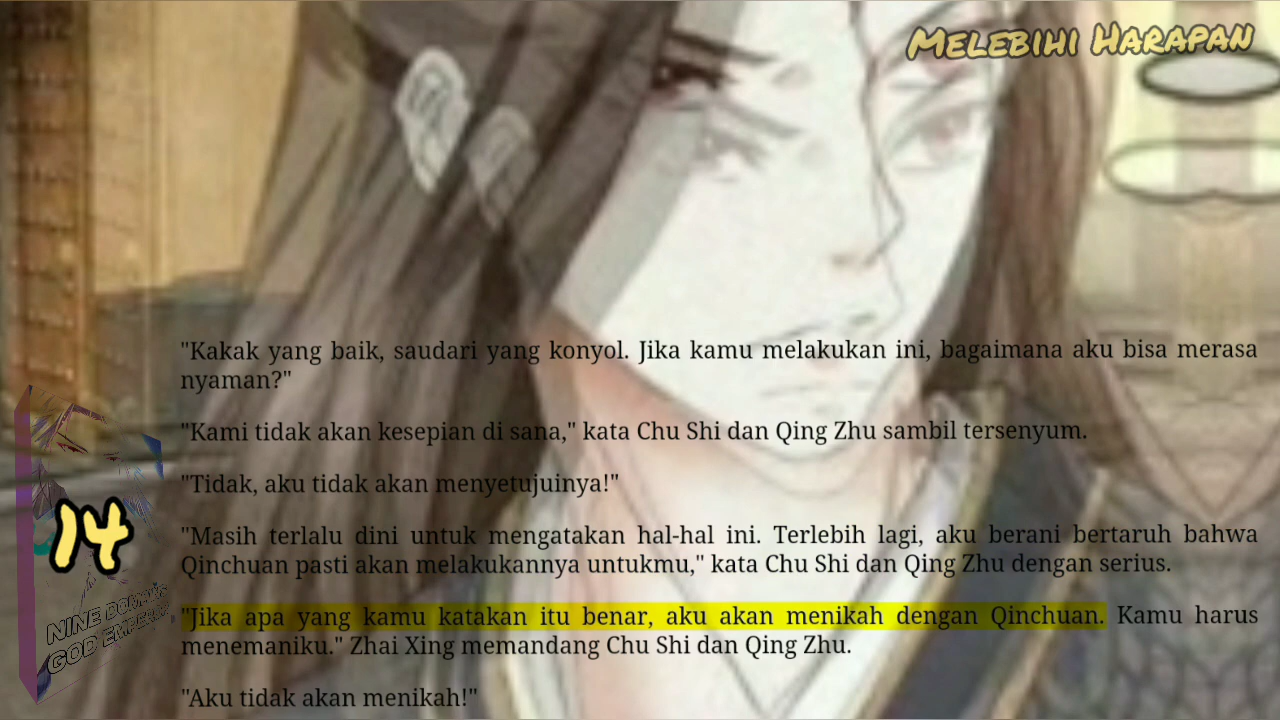 Melebihi Harapan
"Kakak yang baik, saudari yang konyol. Jika kamu melakukan ini, bagaimana aku bisa merasa
nyaman?"
"Kami tidak akan kesepian di sana," kata Chu Shi dan Qing Zhu sambil tersenyum.
"Tidak, aku tidak akan menyetujuinya!"
"Masih terlalu dini untuk mengatakan hal-hal ini. Terlebih lagi, aku berani bertaruh bahwa
Qinchuan pasti akan melakukannya untukmu," kata Chu Shi dan Qing Zhu dengan serius.
"Jika apa yang kamu katakan itu benar, aku akan menikah dengan Qinchuan. Kamu harus
menemaniku." Zhai Xing memandang Chu Shi dan Qing Zhu.
"Aku tidak akan menikah!"
14
NINE DOMAINS
GOD EMPEROR